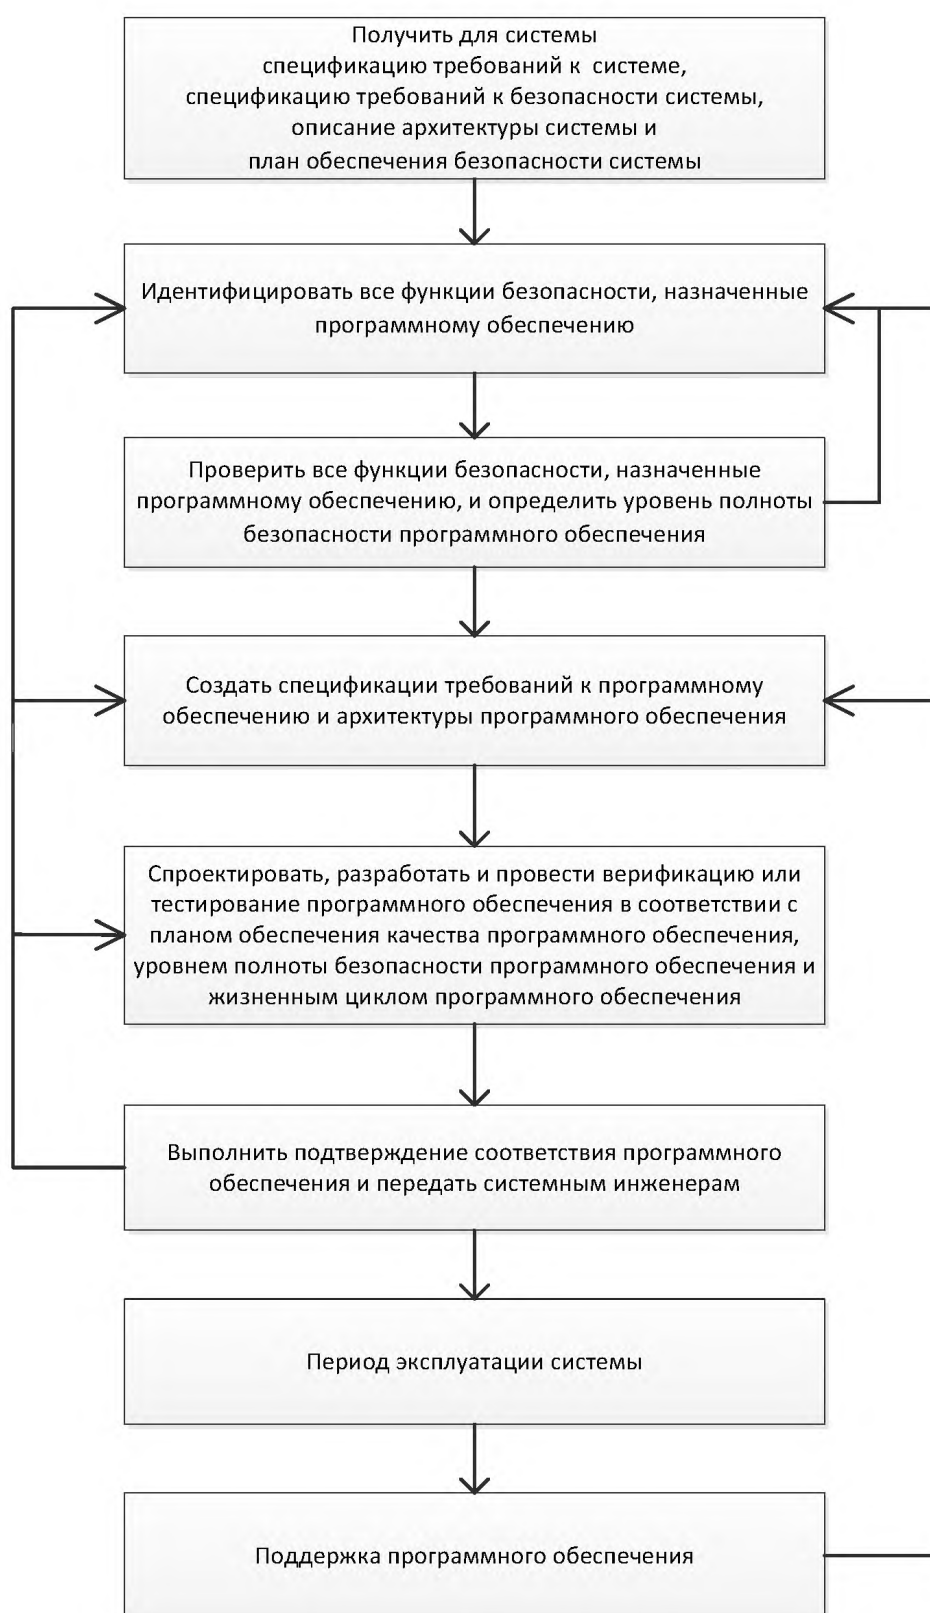 Получить для системы
спецификацию требований к системе,
спецификацию требований к безопасности системы,
описание архитектуры системы и
план обеспечения безопасности системы
Идентифицировать все функции безопасности, назначенные
программному обеспечению
Проверить все функции безопасности, назначенные
программному обеспечению, и определить уровень полноты
безопасности программного обеспечения
Создать спецификации требований к программному
обеспечению и архитектуры программного обеспечения
Спроектировать, разработать и провести верификацию или
тестирование программного обеспечения в соответствии с
планом обеспечения качества программного обеспечения,
уровнем полноты безопасности программного обеспечения и
жизненным циклом программного обеспечения
Выполнить подтверждение соответствия программного
обеспечения и передать системным инженерам
Период эксплуатации системы
Поддержка программного обеспечения